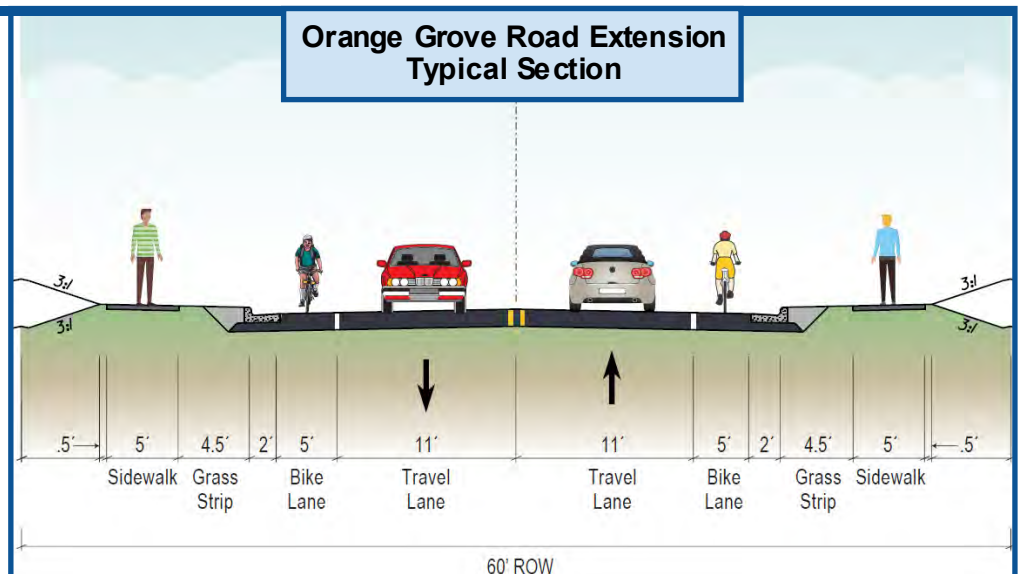 Orange Grove Road Extension
Typical Section
3:1
3:1
3:1
3:1
.5´ 5´ 4.5´ 2´ 5´ 11´ 11´ 5´ 2´ 4.5´ 5´ .5´
Sidewalk Grass Strip Bike Lane Travel Lane Travel Lane Bike Lane Grass Strip Sidewalk
60' ROW